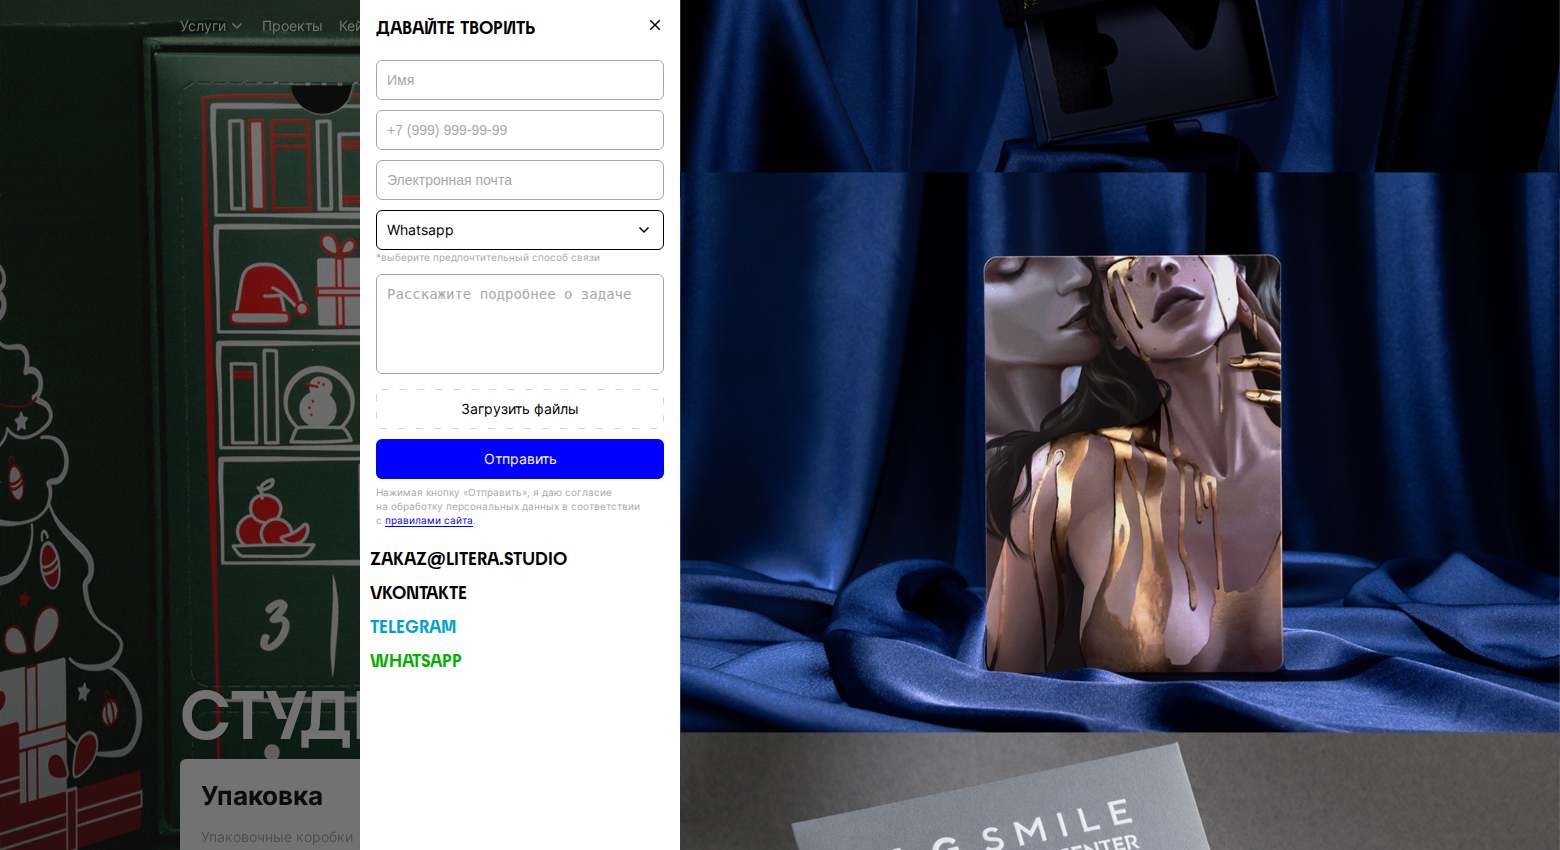 Услуги
Проекты
Кей
ДАВАЙТЕ ТВОРИТЬ
Имя
+7 (999) 999-99-99
Электронная почта
Whatsapp
*выберите предпочтительный способ связи
Расскажите подробнее о задаче
Загрузить файлы
Отправить
Нажимая кнопку «Отправить», я даю согласие
на обработку персональных данных в соответствии
с правилами сайта.
ZAKAZ@LITERA.STUDIO
VKONTAKTE
TELEGRAM
WHATSAPP
3
СТУД
Упаковка
Упаковочные коробки
G SMILE
CENTER